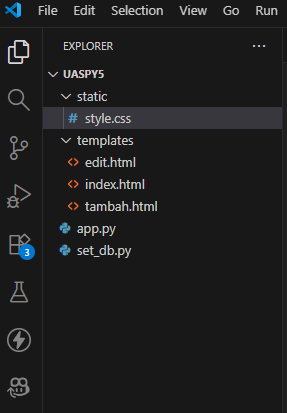 File Edit Selection View Go Run
EXPLORER
UASPY5
static
# style.css
templates
<> edit.html
<> index.html
<> tambah.html
app.py
set_db.py
3